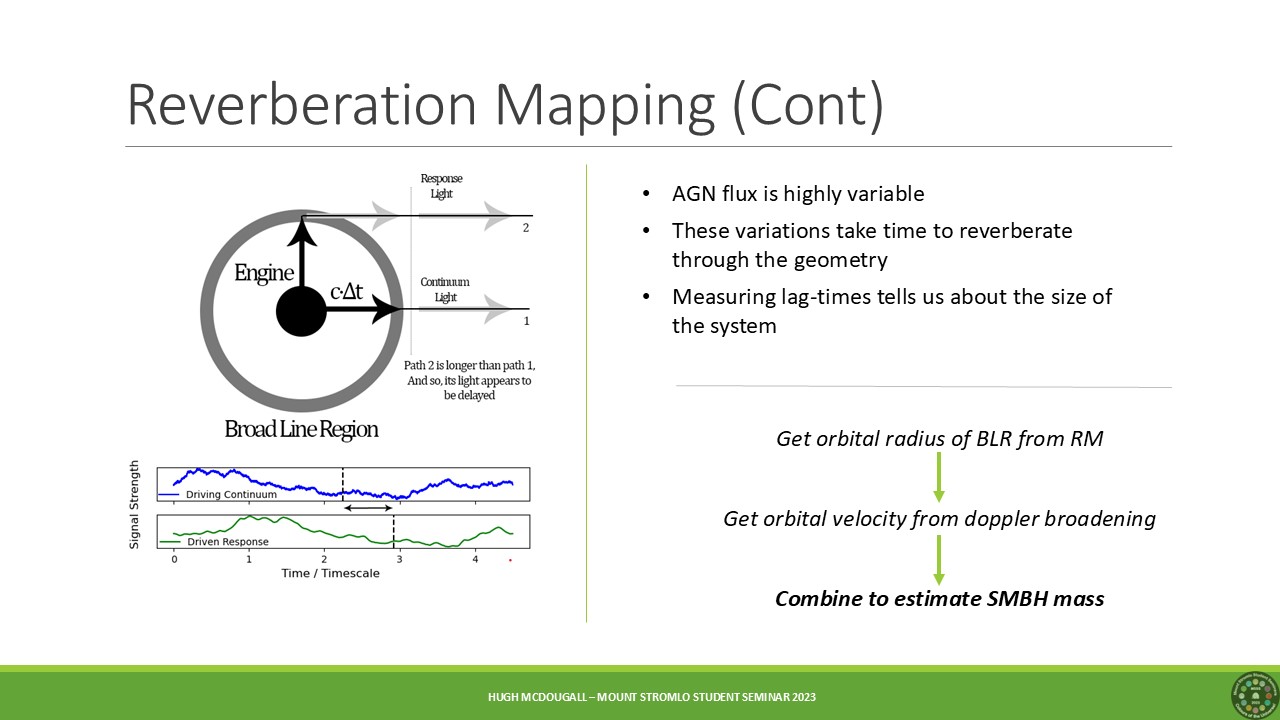 Reverberation Mapping (Cont)
Response
Light
2
Engine
c·Δt
Continuum
Light
1
Path 2 is longer than path 1,
And so, its light appears to
be delayed
Broad Line Region
Signal Strength
Driving Continuum
Driven Response
0 1 2 3 4
Time / Timescale
• AGN flux is highly variable
• These variations take time to reverberate
through the geometry
• Measuring lag-times tells us about the size of
the system
Get orbital radius of BLR from RM
Get orbital velocity from doppler broadening
Combine to estimate SMBH mass
HUGH MCDOUGALL – MOUNT STROMLO STUDENT SEMINAR 2023